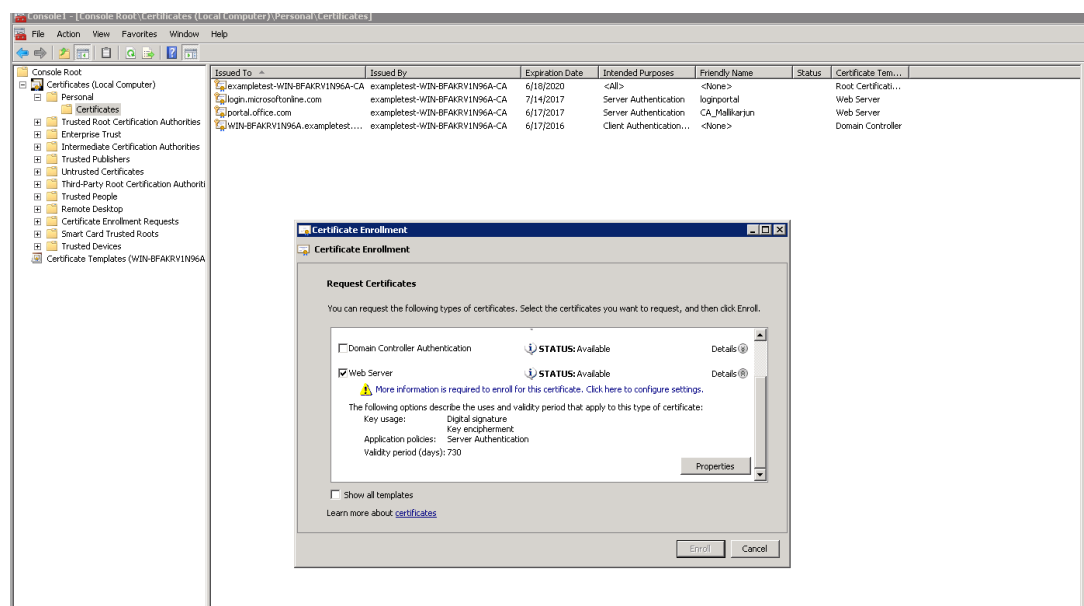 Console1 - [Console Root\Certificates (Local Computer)\Personal\Certificates]
File Action View Favorites Window Help
Console Root
Certificates (Local Computer)
Personal
Certificates
Trusted Root Certification Authorities
Enterprise Trust
Intermediate Certification Authorities
Trusted Publishers
Untrusted Certificates
Third-Party Root Certification Authoriti
Trusted People
Remote Desktop
Certificate Enrollment Requests
Smart Card Trusted Roots
Trusted Devices
Certificate Templates (WIN-BFAKRV1N96A
Issued To Issued By Expiration Date Intended Purposes Friendly Name Status Certificate Tem...
exampletest-WIN-BFAKRV1N96A-CA exampletest-WIN-BFAKRV1N96A-CA 6/18/2020 <All> <None> Root Certificati...
login.microsoftonline.com exampletest-WIN-BFAKRV1N96A-CA 7/14/2017 Server Authentication loginportal Web Server
portal.office.com exampletest-WIN-BFAKRV1N96A-CA 6/17/2017 Server Authentication CA_Mallikarjun Web Server
WIN-BFAKRV1N96A.exampletest.... exampletest-WIN-BFAKRV1N96A-CA 6/17/2016 Client Authentication... <None> Domain Controller
Certificate Enrollment
Certificate Enrollment
Request Certificates
You can request the following types of certificates. Select the certificates you want to request, and then click Enroll.
Domain Controller Authentication STATUS: Available Details
Web Server STATUS: Available Details
More information is required to enroll for this certificate. Click here to configure settings.
The following options describe the uses and validity period that apply to this type of certificate:
Key usage: Digital signature
Key encipherment
Application policies: Server Authentication
Validity period (days): 730
Properties
Show all templates
Learn more about certificates
Enroll Cancel